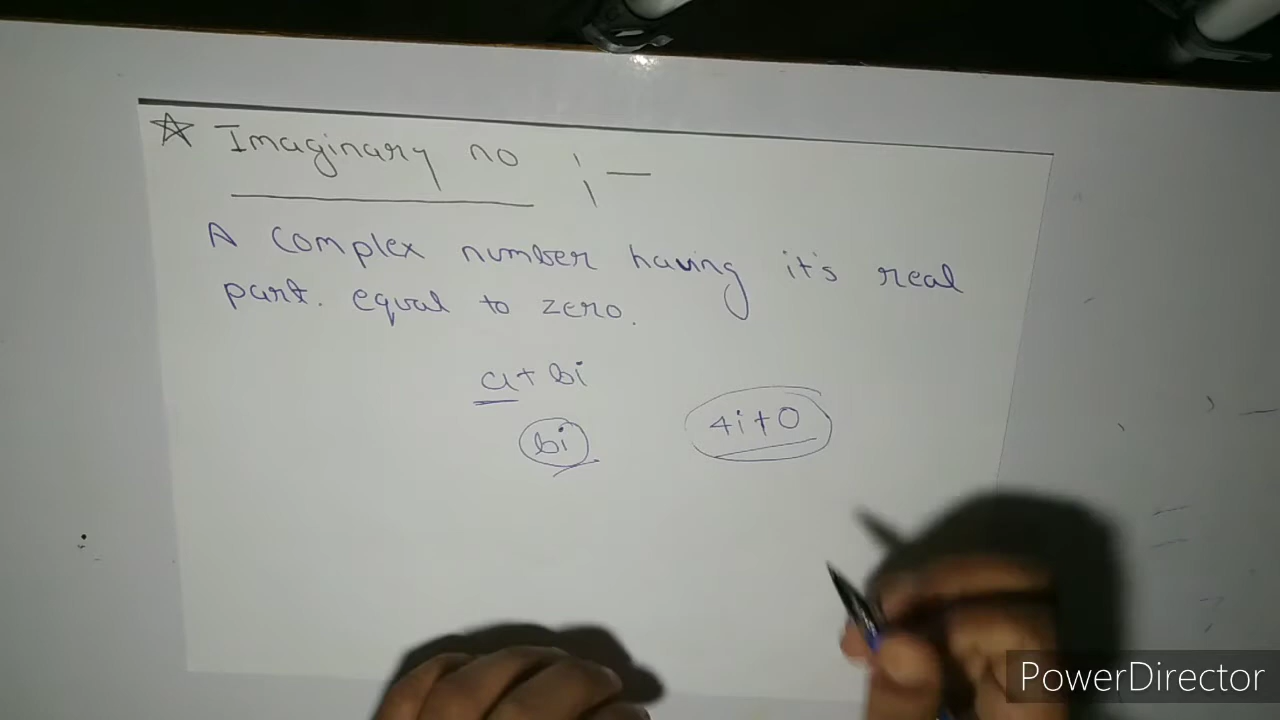 ☆ Imaginary no :-
A complex number having it's real
part. equal to zero.
a+bi
bi
4i+0
PowerDirector